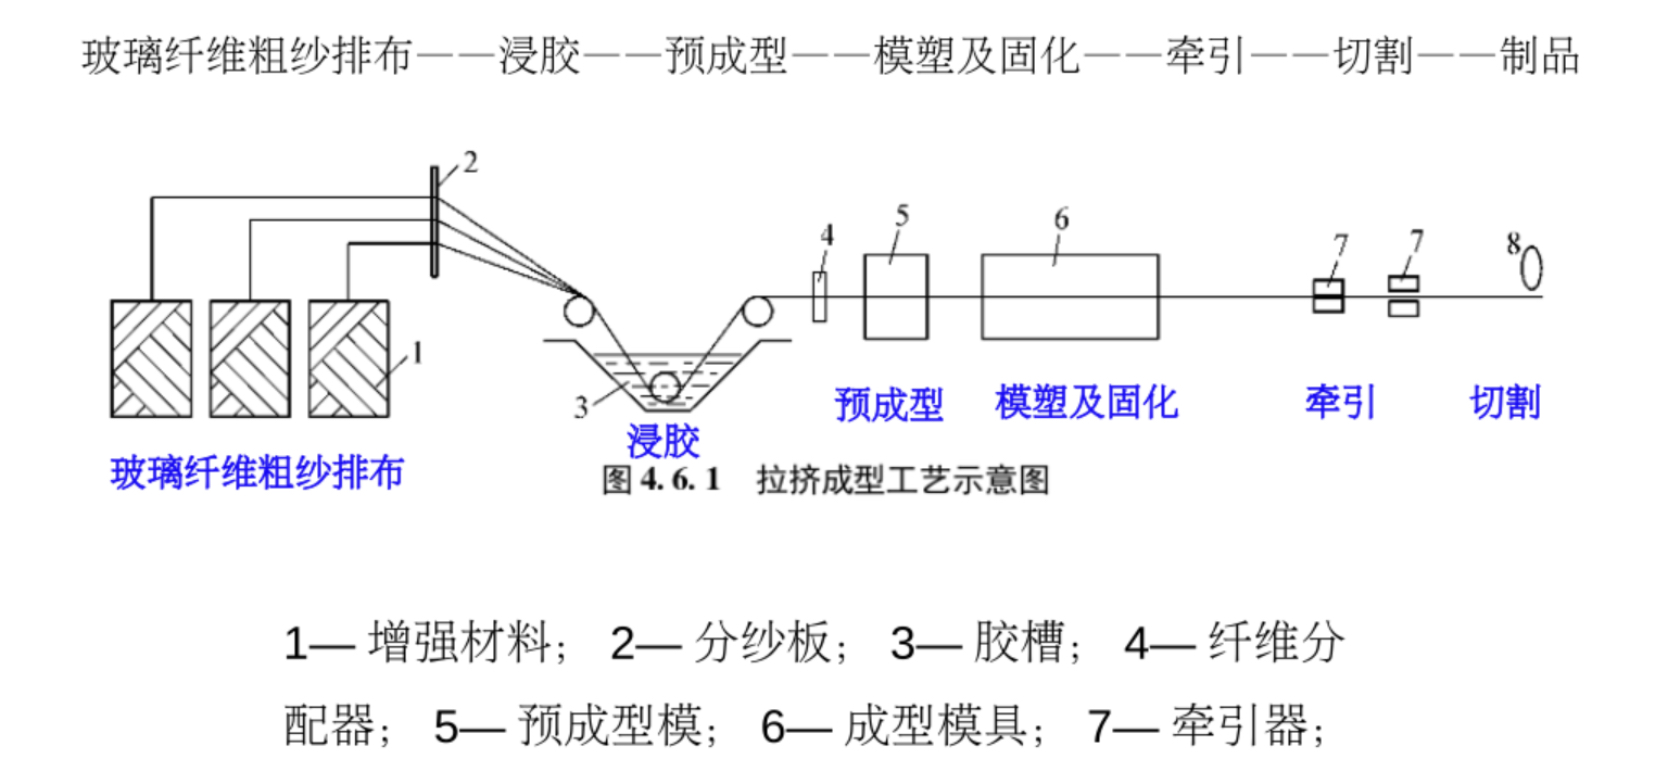 玻璃纤维粗纱排布——浸胶——预成型——模塑及固化——牵引——切割——制品
2
5
6
4
7
7
8
1
3
预成型
模塑及固化
牵引
切割
浸胶
玻璃纤维粗纱排布
图 4.6.1 拉挤成型工艺示意图
1— 增强材料； 2— 分纱板； 3— 胶槽； 4— 纤维分
配器； 5— 预成型模； 6— 成型模具； 7— 牵引器；